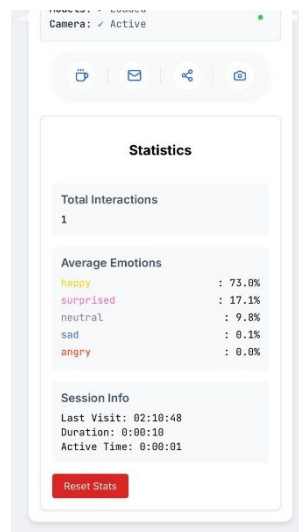 Models: ✓ Loaded
Camera: ✓ Active
Statistics
Total Interactions
1
Average Emotions
happy : 73.0%
surprised : 17.1%
neutral : 9.8%
sad : 0.1%
angry : 0.0%
Session Info
Last Visit: 02:10:48
Duration: 0:00:10
Active Time: 0:00:01
Reset Stats